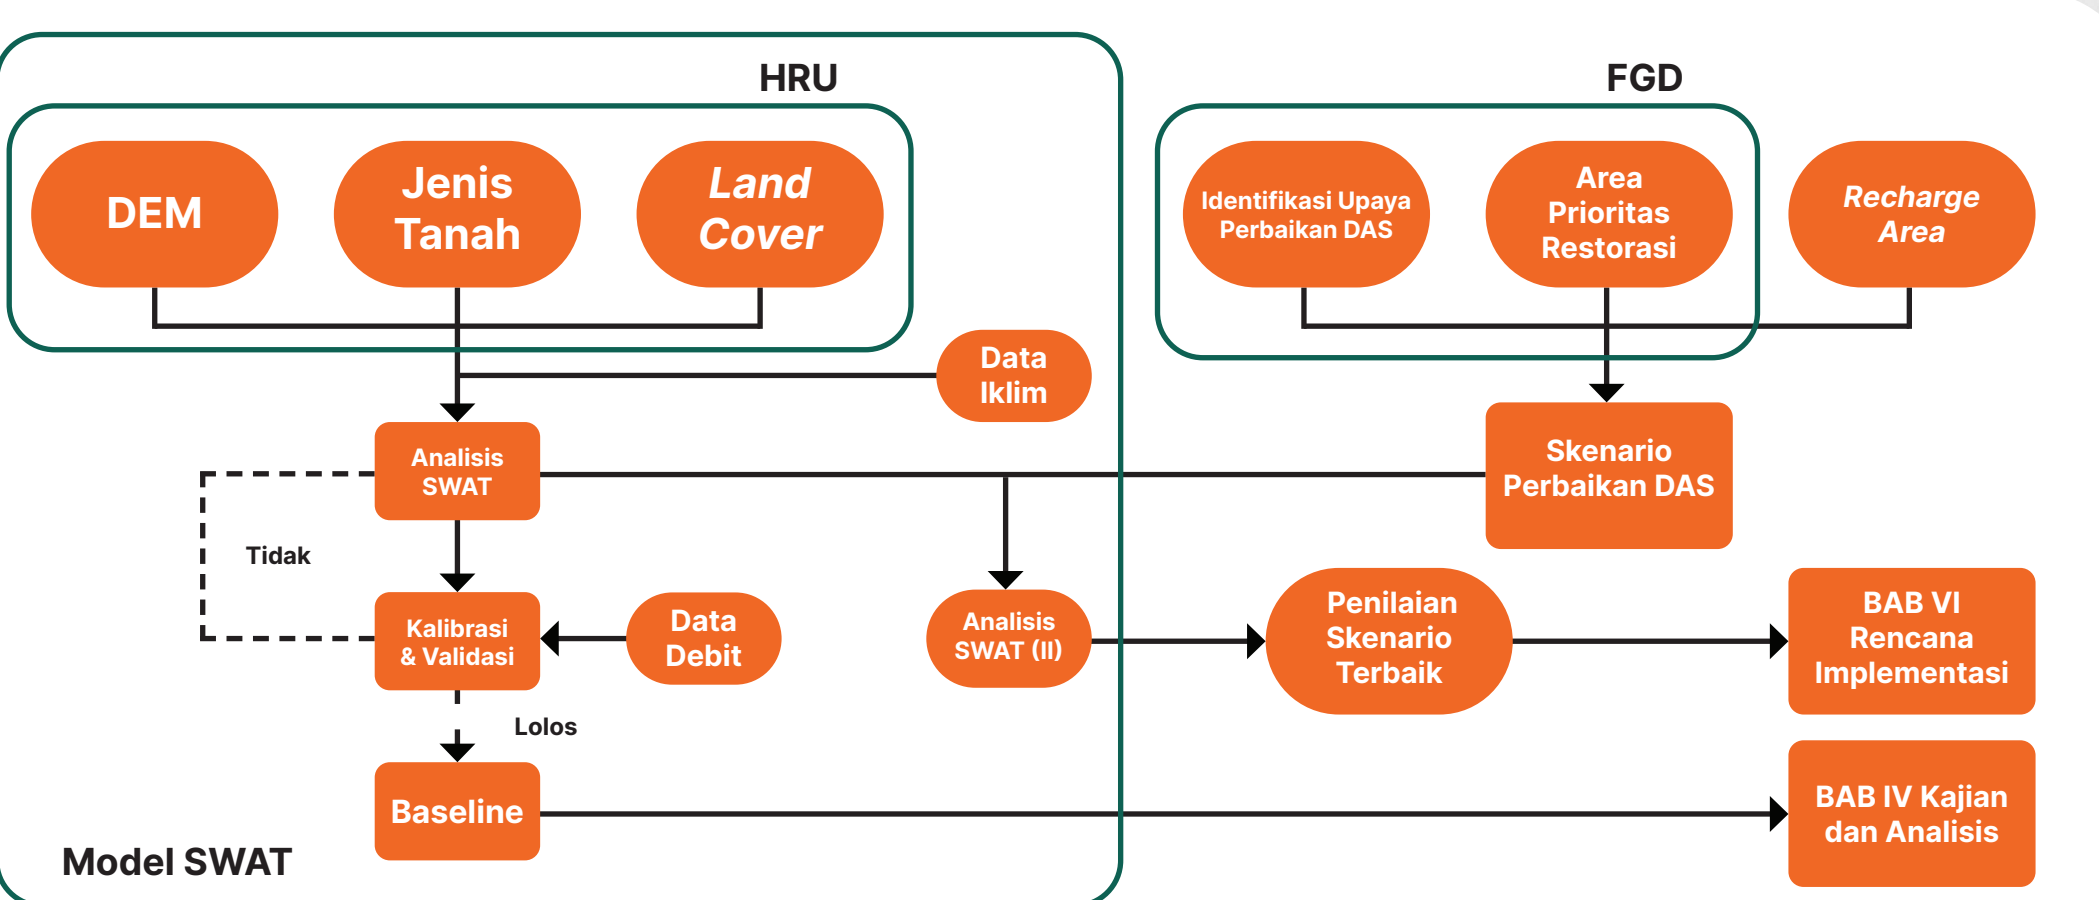 HRU
FGD
DEM
Jenis
Tanah
Land
Cover
Identifikasi Upaya
Perbaikan DAS
Area
Prioritas
Restorasi
Recharge
Area
Data
Iklim
Analisis
SWAT
Skenario
Perbaikan DAS
Tidak
Kalibrasi
& Validasi
Data
Debit
Analisis
SWAT (II)
Penilaian
Skenario
Terbaik
BAB VI
Rencana
Implementasi
Lolos
Baseline
BAB IV Kajian
dan Analisis
Model SWAT